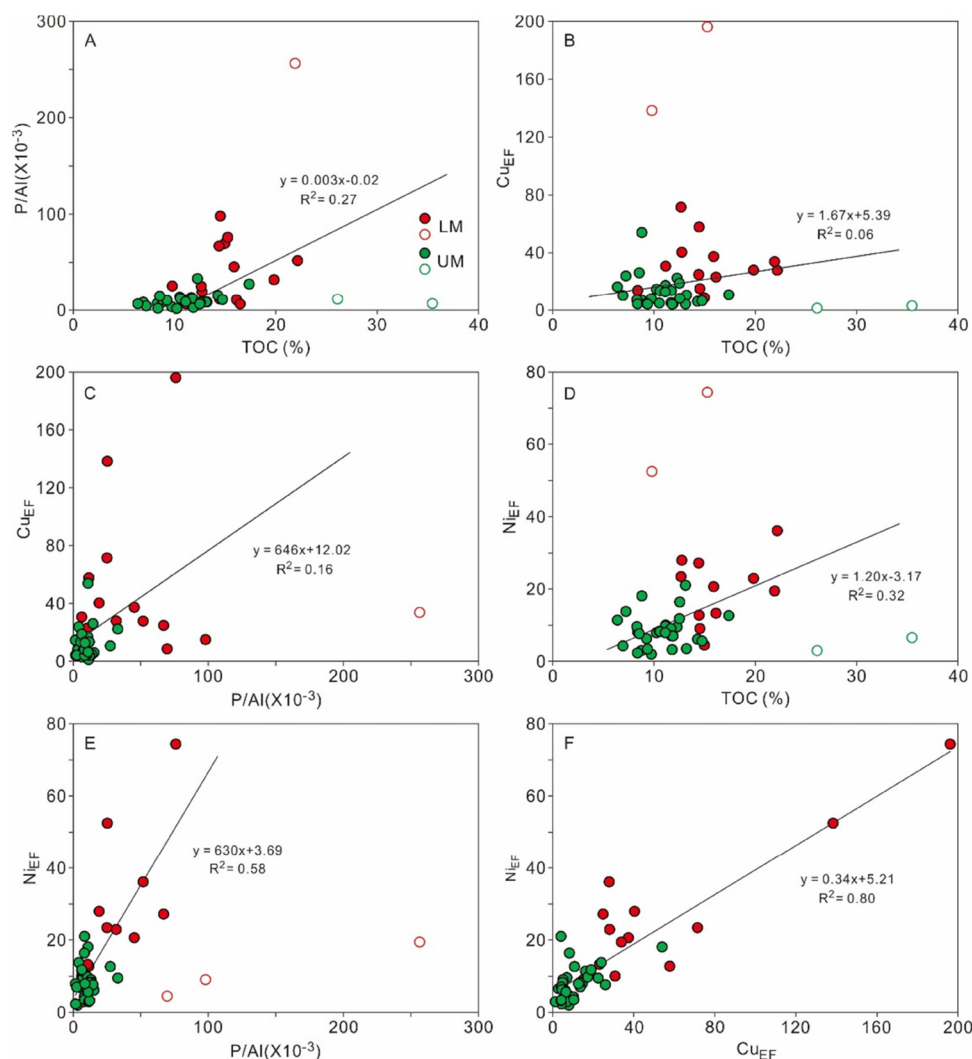 300
200
100
0
A
P/Al(X10-3)
y = 0.003x-0.02
R2= 0.27
LM
UM
0
10
20
30
40
TOC (%)
200
160
120
80
40
0
B
CuEF
y = 1.67x+5.39
R2 = 0.06
0
10
20
30
40
TOC (%)
200
160
120
80
40
0
C
CuEF
y = 646x+12.02
R2 = 0.16
0
100
200
300
P/Al(X10-3)
80
60
40
20
0
D
NiEF
y = 1.20x-3.17
R2 = 0.32
0
10
20
30
40
TOC (%)
80
60
40
20
0
E
NiEF
y = 630x+3.69
R2 = 0.58
0
100
200
300
P/Al(X10-3)
80
60
40
20
0
F
NiEF
y = 0.34x+5.21
R2 = 0.80
0
40
80
120
160
200
CuEF